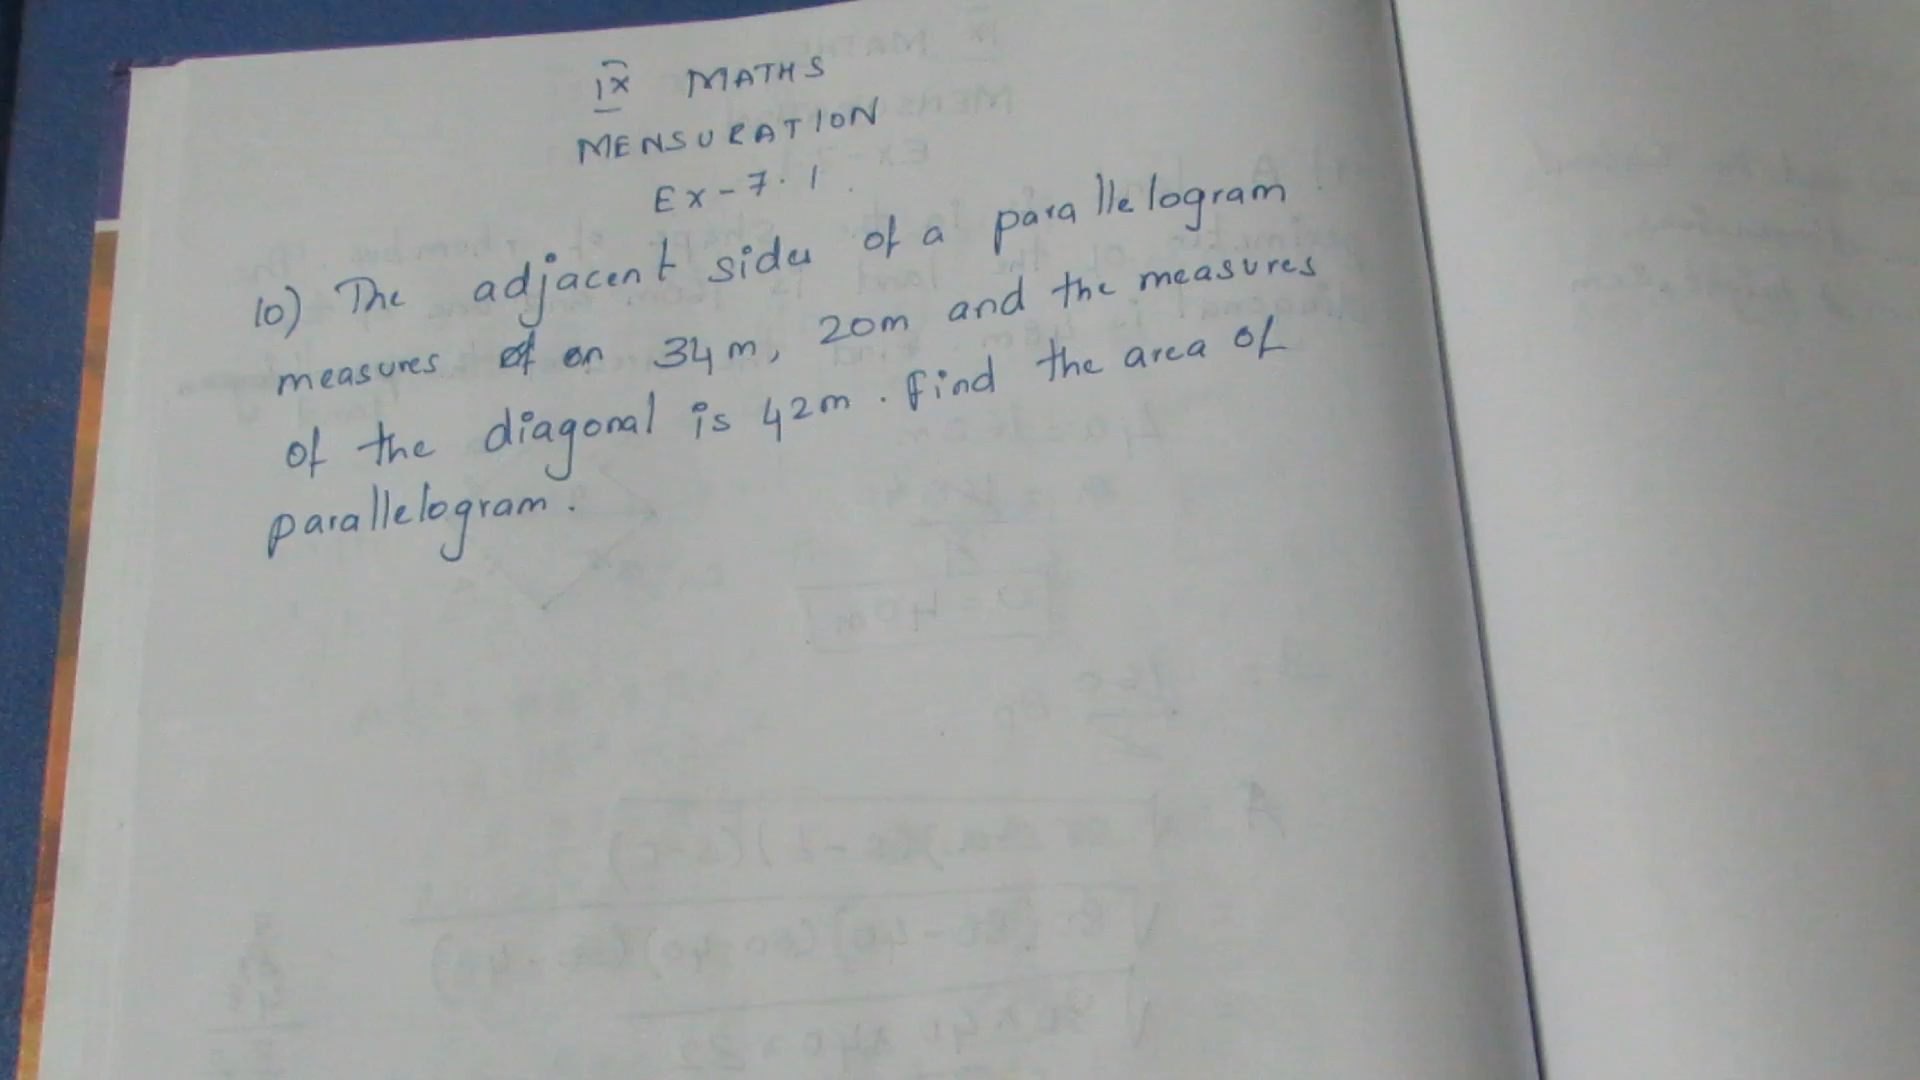 IX MATHS
MENSURATION
Ex-7.1
10) The adjacent sides of a parallelogram
measures of on 34m, 20m and the measures
of the diagonal is 42m. Find the area of
parallelogram.